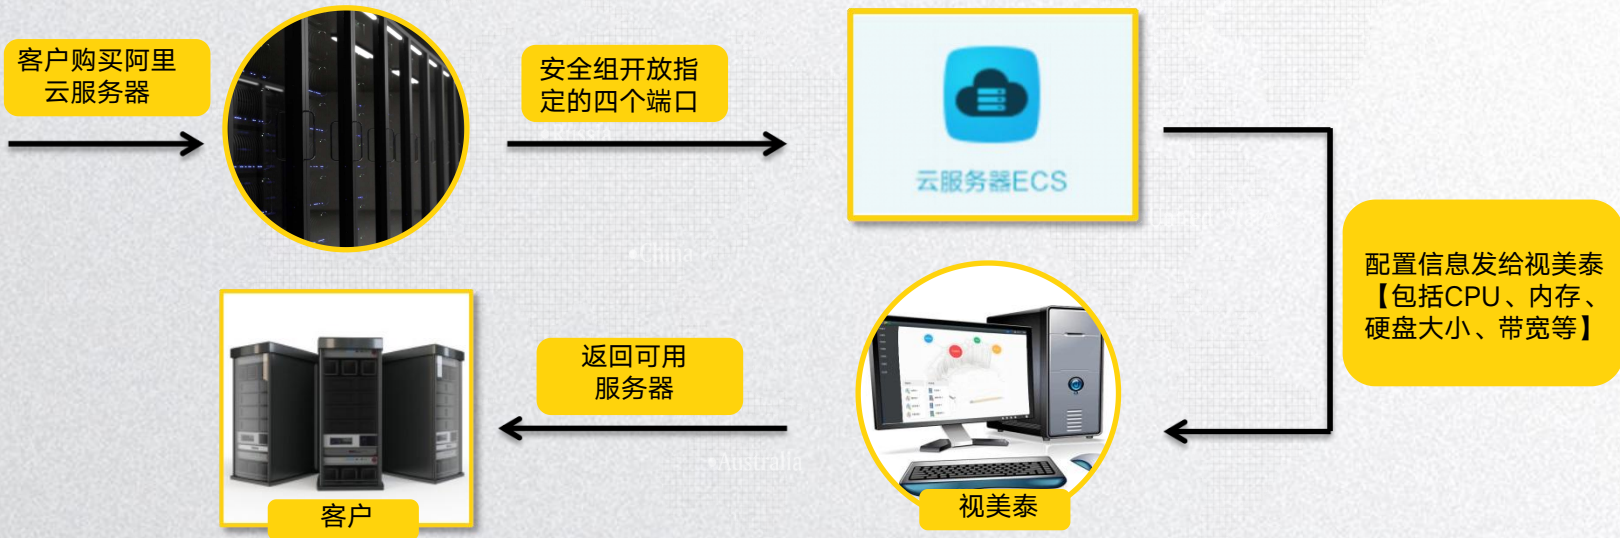 客户购买阿里
云服务器
安全组开放指
定的四个端口
云服务器ECS
配置信息发给视美泰
【包括CPU、内存、
硬盘大小、带宽等】
返回可用
服务器
客户
视美泰
China